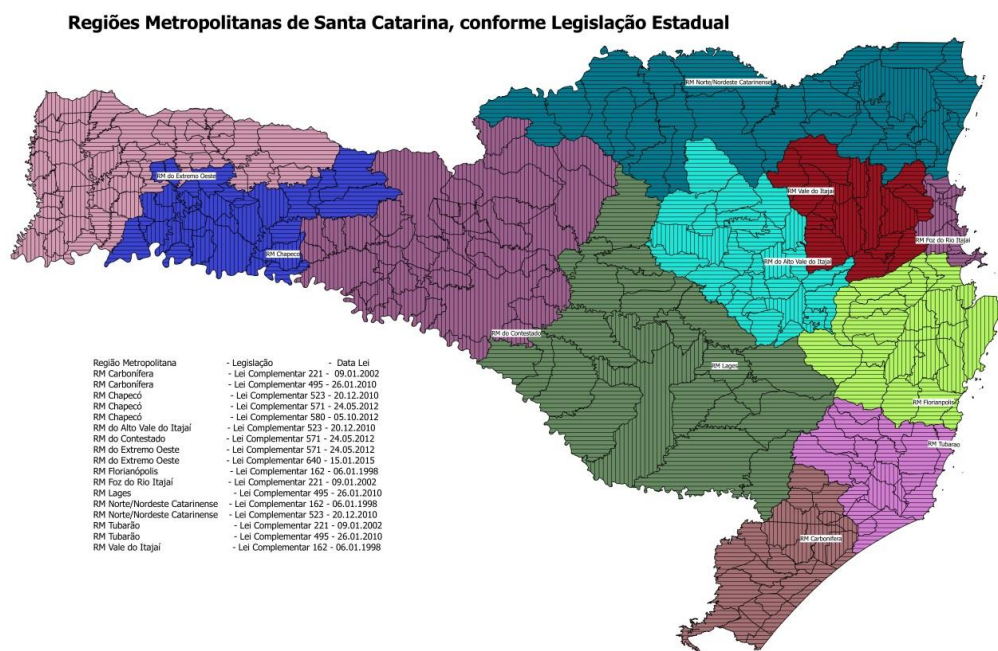 Regiões Metropolitanas de Santa Catarina, conforme Legislação Estadual
RM Norte/Nordeste Catarinense
RM do Extremo Oeste
RM Vale do Itajaí
RM Foz do Rio Itajaí
RM Chapecó
RM do Alto Vale do Itajaí
RM do Contestado
RM Lages
RM Florianpolis
RM Tubarao
RM Carbonífera
Região Metropolitana - Legislação - Data Lei
RM Carbonífera - Lei Complementar 221 - 09.01.2002
RM Carbonífera - Lei Complementar 495 - 26.01.2010
RM Chapecó - Lei Complementar 523 - 20.12.2010
RM Chapecó - Lei Complementar 571 - 24.05.2012
RM Chapecó - Lei Complementar 580 - 05.10.2012
RM do Alto Vale do Itajaí - Lei Complementar 523 - 20.12.2010
RM do Contestado - Lei Complementar 571 - 24.05.2012
RM do Extremo Oeste - Lei Complementar 571 - 24.05.2012
RM do Extremo Oeste - Lei Complementar 640 - 15.01.2015
RM Florianópolis - Lei Complementar 162 - 06.01.1998
RM Foz do Rio Itajaí - Lei Complementar 221 - 09.01.2002
RM Lages - Lei Complementar 495 - 26.01.2010
RM Norte/Nordeste Catarinense - Lei Complementar 162 - 06.01.1998
RM Norte/Nordeste Catarinense - Lei Complementar 523 - 20.12.2010
RM Tubarão - Lei Complementar 221 - 09.01.2002
RM Tubarão - Lei Complementar 495 - 26.01.2010
RM Vale do Itajaí - Lei Complementar 162 - 06.01.1998